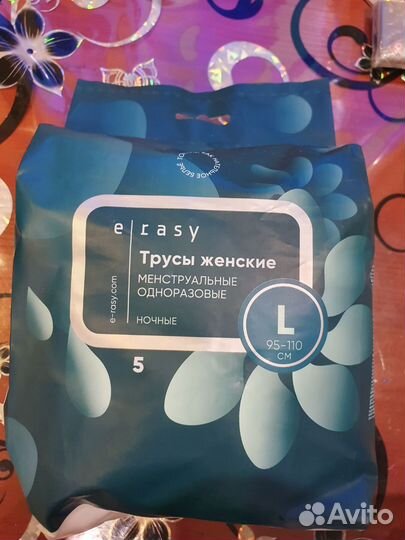 e rasy
Трусы женские
МЕНСТРУАЛЬНЫЕ
ОДНОРАЗОВЫЕ
НОЧНЫЕ
e-rasy.com
L
95-110
СМ
5
Avito